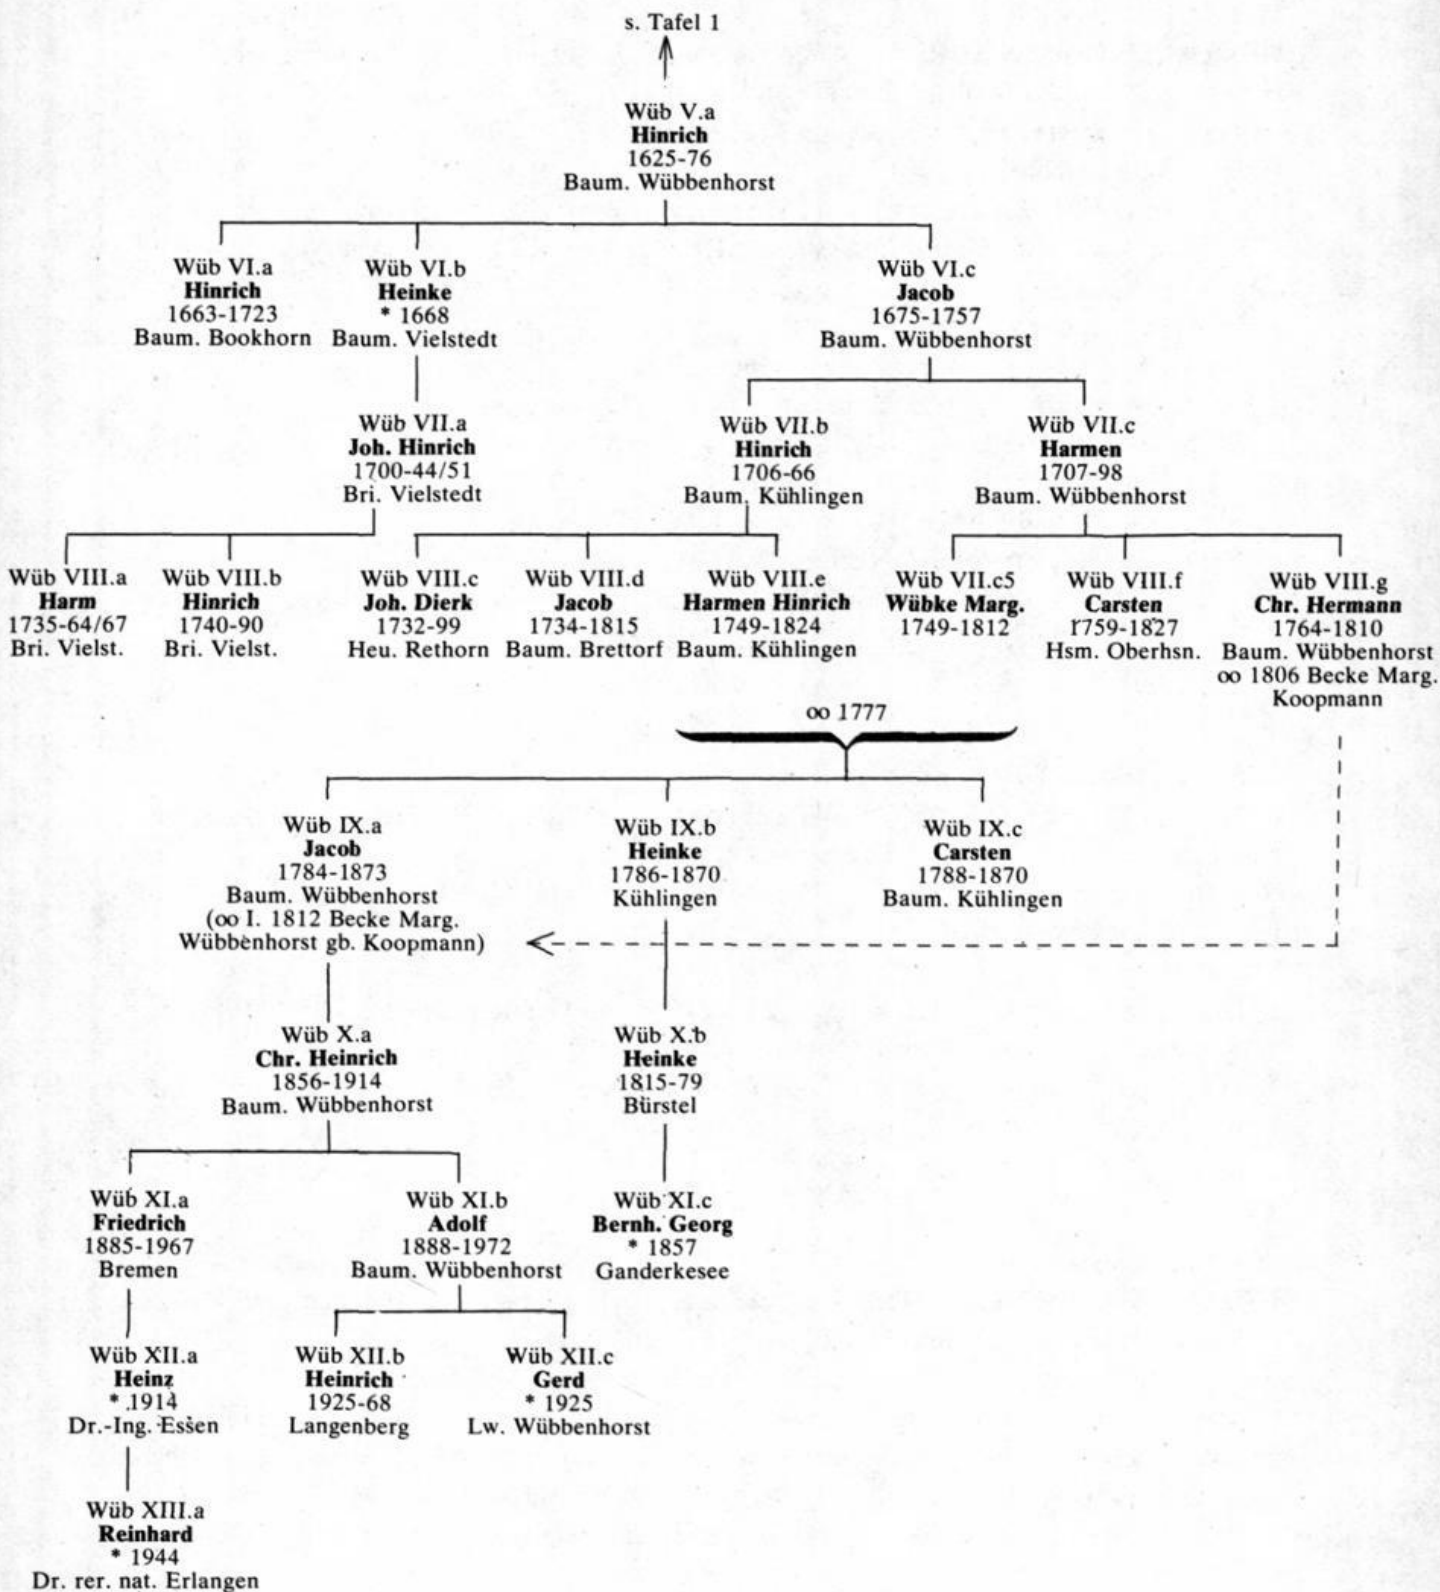 s. Tafel 1
Wüb V.a
Hinrich
1625-76
Baum. Wübbenhorst
Wüb VI.a
Hinrich
1663-1723
Baum. Bookhorn
Wüb VI.b
Heinke
* 1668
Baum. Vielstedt
Wüb VI.c
Jacob
1675-1757
Baum. Wübbenhorst
Wüb VII.a
Joh. Hinrich
1700-44/51
Bri. Vielstedt
Wüb VII.b
Hinrich
1706-66
Baum. Kühlingen
Wüb VII.c
Harmen
1707-98
Baum. Wübbenhorst
Wüb VIII.a
Harm
1735-64/67
Bri. Vielst.
Wüb VIII.b
Hinrich
1740-90
Bri. Vielst.
Wüb VIII.c
Joh. Dierk
1732-99
Heu. Rethorn
Wüb VIII.d
Jacob
1734-1815
Baum. Brettorf
Wüb VIII.e
Harmen Hinrich
1749-1824
Baum. Kühlingen
Wüb VII.c5
Wübke Marg.
1749-1812
Wüb VIII.f
Carsten
1759-1827
Hsm. Oberhsn.
Wüb VIII.g
Chr. Hermann
1764-1810
Baum. Wübbenhorst
oo 1806 Becke Marg.
Koopmann
oo 1777
Wüb IX.a
Jacob
1784-1873
Baum. Wübbenhorst
(oo I. 1812 Becke Marg.
Wübbenhorst gb. Koopmann)
Wüb IX.b
Heinke
1786-1870
Kühlingen
Wüb IX.c
Carsten
1788-1870
Baum. Kühlingen
Wüb X.a
Chr. Heinrich
1856-1914
Baum. Wübbenhorst
Wüb X.b
Heinke
1815-79
Bürstel
Wüb XI.a
Friedrich
1885-1967
Bremen
Wüb XI.b
Adolf
1888-1972
Baum. Wübbenhorst
Wüb XI.c
Bernh. Georg
* 1857
Ganderkesee
Wüb XII.a
Heinz
* 1914
Dr.-Ing. Essen
Wüb XII.b
Heinrich
1925-68
Langenberg
Wüb XII.c
Gerd
* 1925
Lw. Wübbenhorst
Wüb XIII.a
Reinhard
* 1944
Dr. rer. nat. Erlangen